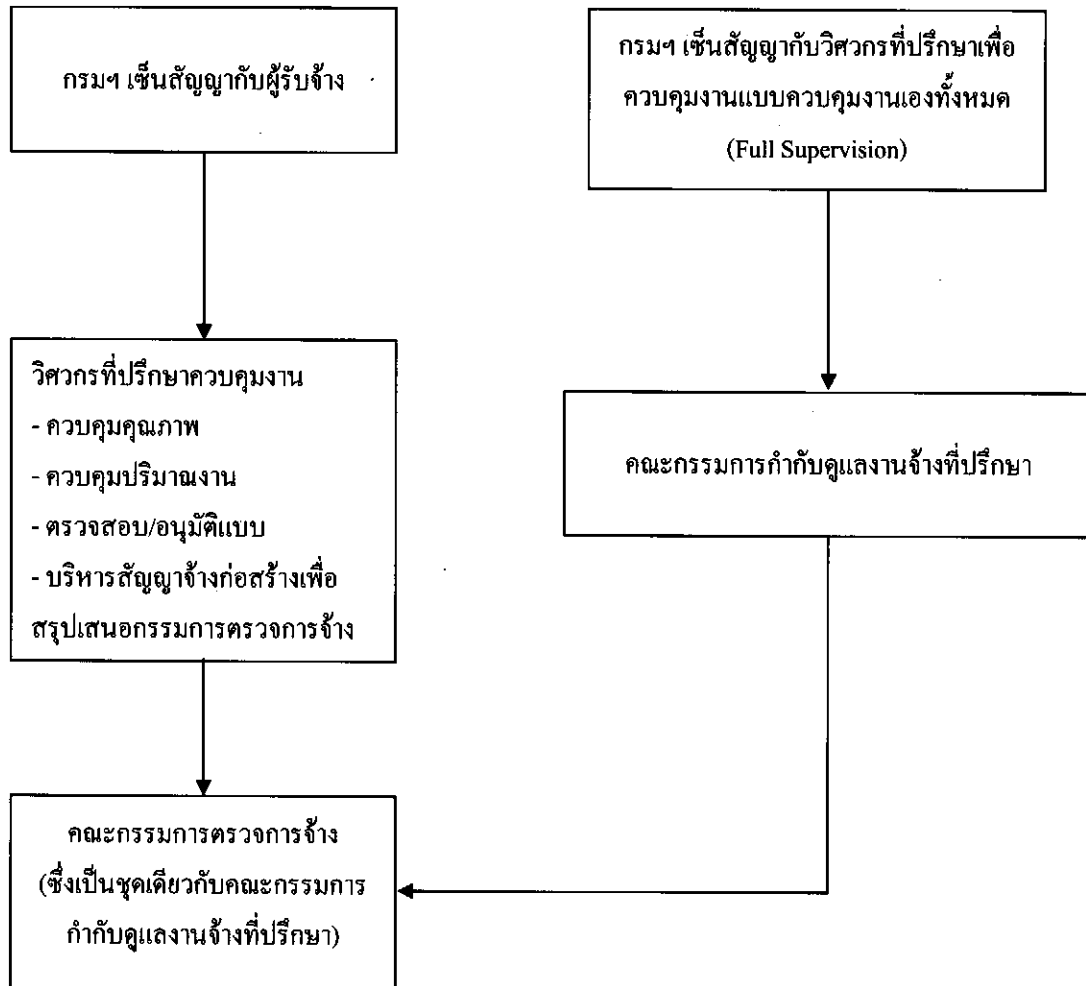 กรมฯ เซ็นสัญญากับผู้รับจ้าง
กรมฯ เซ็นสัญญากับวิศวกรที่ปรึกษาเพื่อ
ควบคุมงานแบบควบคุมงานเองทั้งหมด
(Full Supervision)
วิศวกรที่ปรึกษาควบคุมงาน
- ควบคุมคุณภาพ
- ควบคุมปริมาณงาน
- ตรวจสอบ/อนุมัติแบบ
- บริหารสัญญาจ้างก่อสร้างเพื่อ
สรุปเสนอกรรมการตรวจการจ้าง
คณะกรรมการกำกับดูแลงานจ้างที่ปรึกษา
คณะกรรมการตรวจการจ้าง
(ซึ่งเป็นชุดเดียวกับคณะกรรมการ
กำกับดูแลงานจ้างที่ปรึกษา)